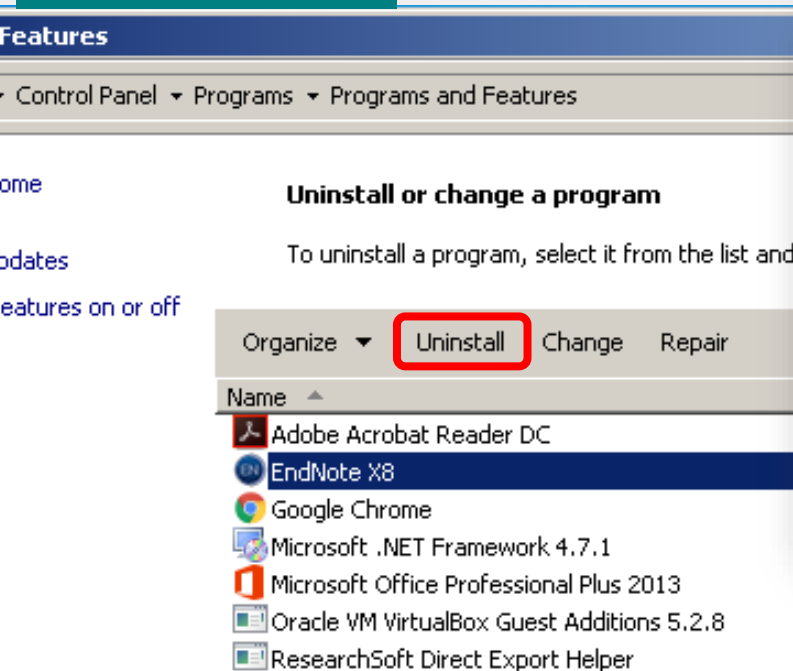 Features
Control Panel Programs Programs and Features
ome
Uninstall or change a program
pdates
To uninstall a program, select it from the list and
eatures on or off
Organize Uninstall Change Repair
Name
Adobe Acrobat Reader DC
EN EndNote X8
Google Chrome
Microsoft .NET Framework 4.7.1
Microsoft Office Professional Plus 2013
Oracle VM VirtualBox Guest Additions 5.2.8
ResearchSoft Direct Export Helper